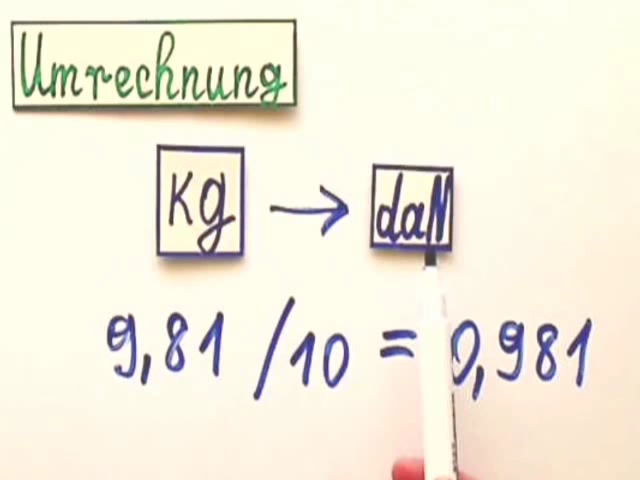 Umrechnung
Kg → daN
9,81 / 10 = 0,981